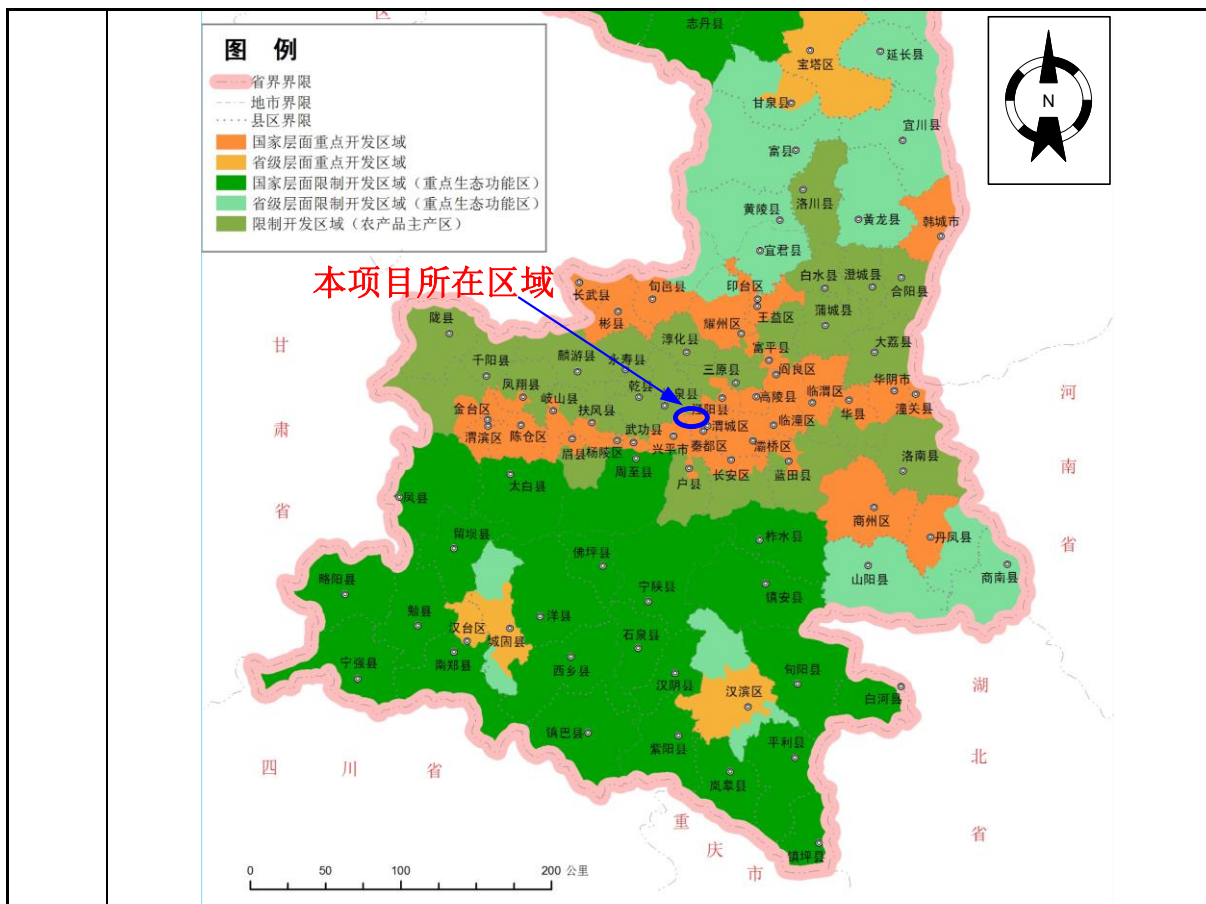 区
志丹县
图 例
省界界限
地市界限
县区界限
国家层面重点开发区域
省级层面重点开发区域
国家层面限制开发区域（重点生态功能区）
省级层面限制开发区域（重点生态功能区）
限制开发区域（农产品主产区）
N
宝塔区
延长县
甘泉县
宜川县
富县
洛川县
黄陵县
黄龙县
韩城市
宜君县
本项目所在区域
长武县
旬邑县
印台区
白水县
澄城县
合阳县
彬县
耀州区
王益区
蒲城县
陇县
淳化县
富平县
大荔县
甘
肃
省
千阳县
麟游县
永寿县
三原县
阎良区
凤翔县
乾县
泉县
高陵县
临渭区
华阴市
金台区
岐山县
扶风县
泾阳县
华县
潼关县
河
南
省
渭滨区
陈仓区
武功县
渭城区
临潼区
眉县
杨陵区
兴平市
秦都区
灞桥区
周至县
户县
长安区
蓝田县
洛南县
太白县
凤县
商州区
丹凤县
留坝县
佛坪县
柞水县
山阳县
商南县
略阳县
宁陕县
镇安县
勉县
汉台区
城固县
洋县
石泉县
宁强县
南郑县
西乡县
汉阴县
旬阳县
汉滨区
白河县
湖
北
省
镇巴县
紫阳县
平利县
四 川 省
岚皋县
重
庆
市
镇坪县
0 50 100 200 公里